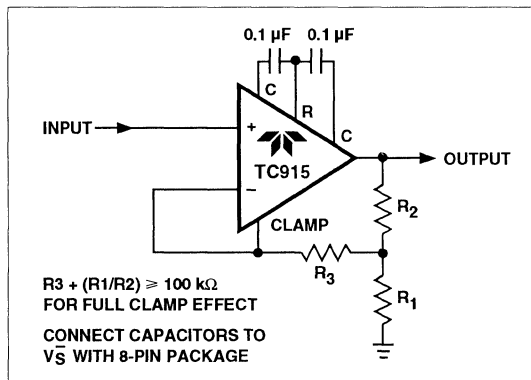 0.1 µF 0.1 µF
C
R
INPUT
+
C
TC915
OUTPUT
−
R2
CLAMP
R3
R1
R3 + (R1/R2) ⩾ 100 kΩ
FOR FULL CLAMP EFFECT
CONNECT CAPACITORS TO
V̅S WITH 8-PIN PACKAGE